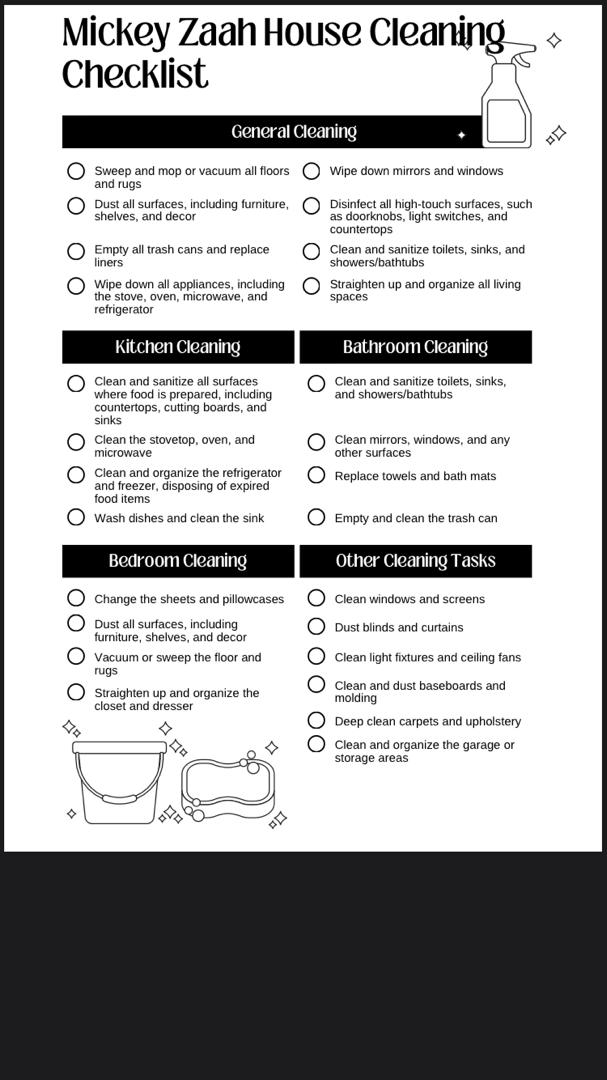 Mickey Zaah House Cleaning
Checklist
General Cleaning
Sweep and mop or vacuum all floors
and rugs
Dust all surfaces, including furniture,
shelves, and decor
Empty all trash cans and replace
liners
Wipe down all appliances, including
the stove, oven, microwave, and
refrigerator
Wipe down mirrors and windows
Disinfect all high-touch surfaces, such
as doorknobs, light switches, and
countertops
Clean and sanitize toilets, sinks, and
showers/bathtubs
Straighten up and organize all living
spaces
Kitchen Cleaning
Clean and sanitize all surfaces
where food is prepared, including
countertops, cutting boards, and
sinks
Clean the stovetop, oven, and
microwave
Clean and organize the refrigerator
and freezer, disposing of expired
food items
Wash dishes and clean the sink
Bathroom Cleaning
Clean and sanitize toilets, sinks,
and showers/bathtubs
Clean mirrors, windows, and any
other surfaces
Replace towels and bath mats
Empty and clean the trash can
Bedroom Cleaning
Change the sheets and pillowcases
Dust all surfaces, including
furniture, shelves, and decor
Vacuum or sweep the floor and
rugs
Straighten up and organize the
closet and dresser
Other Cleaning Tasks
Clean windows and screens
Dust blinds and curtains
Clean light fixtures and ceiling fans
Clean and dust baseboards and
molding
Deep clean carpets and upholstery
Clean and organize the garage or
storage areas